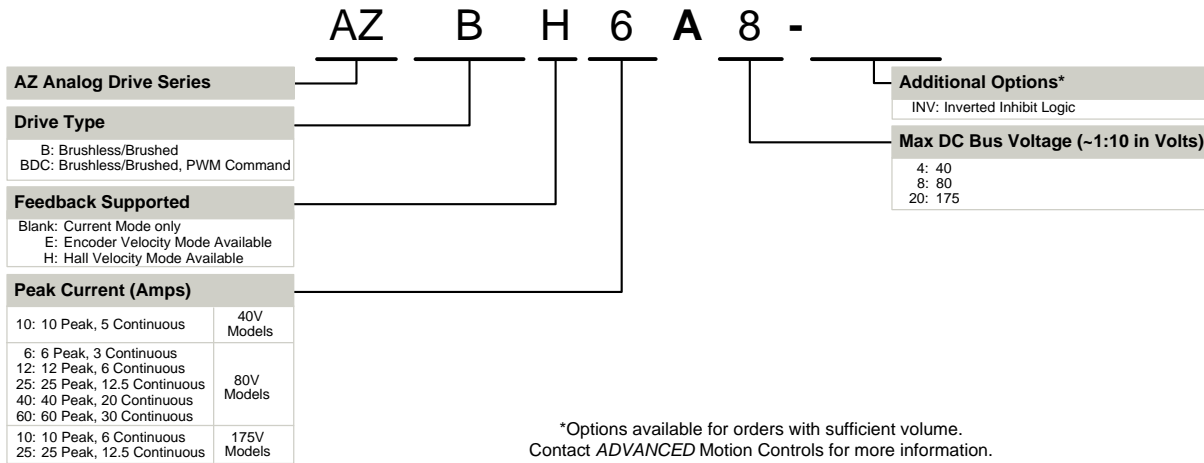 AZ B H 6 A 8 -
AZ Analog Drive Series
Drive Type
B: Brushless/Brushed
BDC: Brushless/Brushed, PWM Command
Feedback Supported
Blank: Current Mode only
E: Encoder Velocity Mode Available
H: Hall Velocity Mode Available
Peak Current (Amps)
10: 10 Peak, 5 Continuous
40V
Models
6: 6 Peak, 3 Continuous
12: 12 Peak, 6 Continuous
25: 25 Peak, 12.5 Continuous
40: 40 Peak, 20 Continuous
60: 60 Peak, 30 Continuous
80V
Models
10: 10 Peak, 6 Continuous
25: 25 Peak, 12.5 Continuous
175V
Models
Additional Options*
INV: Inverted Inhibit Logic
Max DC Bus Voltage (~1:10 in Volts)
4: 40
8: 80
20: 175
*Options available for orders with sufficient volume.
Contact ADVANCED Motion Controls for more information.